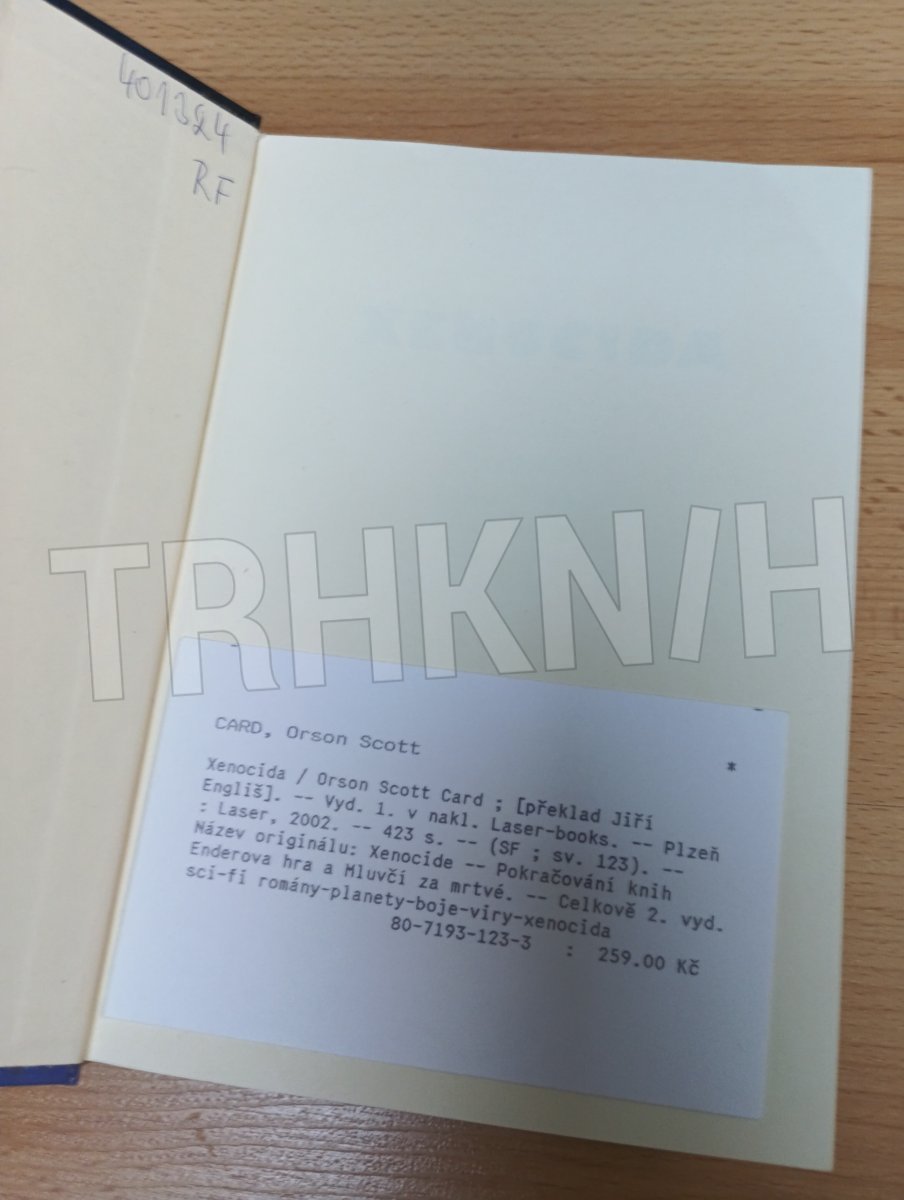 401324
RF
TRHKNIH
CARD, Orson Scott
*
Xenocida / Orson Scott Card ; [překlad Jiří
Engliš]. -- Vyd. 1. v nakl. Laser-books. -- Plzeň
: Laser, 2002. -- 423 s. -- (SF ; sv. 123). --
Název originálu: Xenocide -- Pokračování knih
Enderova hra a Mluvčí za mrtvé. -- Celkově 2. vyd.
sci-fi romány-planety-boje-viry-xenocida
80-7193-123-3 : 259.00 Kč